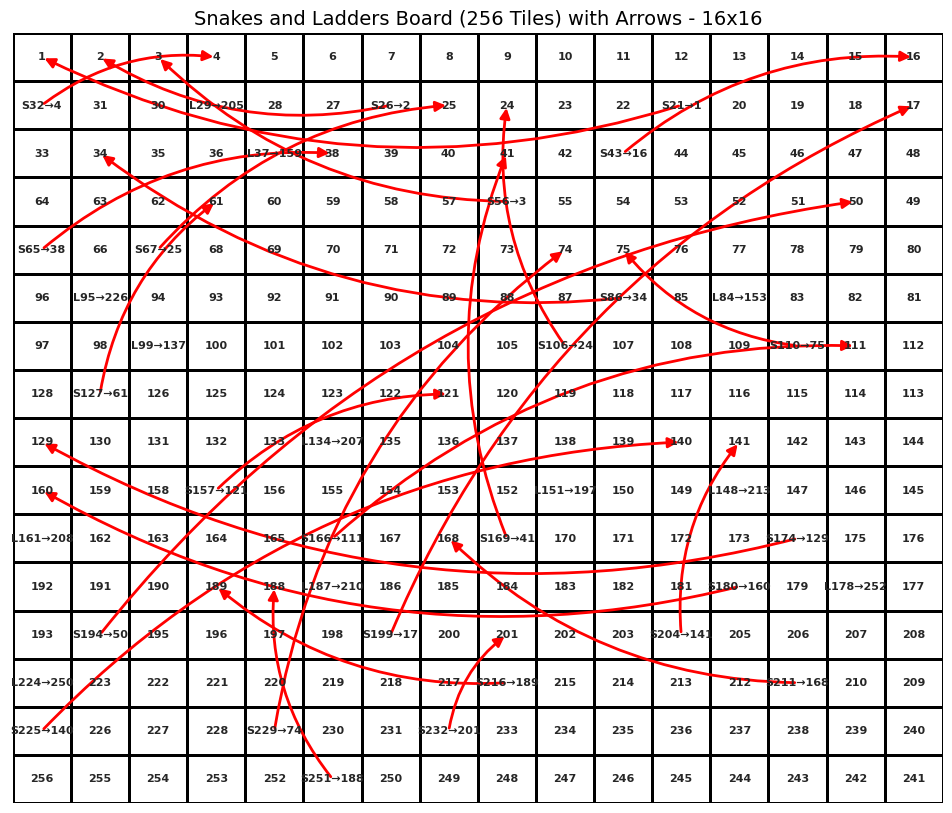 Snakes and Ladders Board (256 Tiles) with Arrows - 16x16
1 2 3 4 5 6 7 8 9 10 11 12 13 14 15 16
S32→4 31 30 L29→205 28 27 S26→2 25 24 23 22 S21→1 20 19 18 17
33 34 35 36 L37→159 38 39 40 41 42 S43→16 44 45 46 47 48
64 63 62 61 60 59 58 57 S56→3 55 54 53 52 51 50 49
S65→38 66 S67→25 68 69 70 71 72 73 74 75 76 77 78 79 80
96 L95→226 94 93 92 91 90 89 88 87 S86→34 85 L84→153 83 82 81
97 98 L99→137 100 101 102 103 104 105 S106→24 107 108 109 S110→75 111 112
128 S127→61 126 125 124 123 122 121 120 119 118 117 116 115 114 113
129 130 131 132 133 L134→207 135 136 137 138 139 140 141 142 143 144
160 159 158 S157→121 156 155 154 153 152 L151→197 150 149 L148→213 147 146 145
L161→208 162 163 164 165 S166→111 167 168 S169→41 170 171 172 173 S174→129 175 176
192 191 190 189 188 L187→210 186 185 184 183 182 181 S180→160 179 L178→252 177
193 S194→50 195 196 197 198 S199→17 200 201 202 203 S204→141 205 206 207 208
L224→250 223 222 221 220 219 218 217 S216→189 215 214 213 212 S211→168 210 209
S225→140 226 227 228 S229→74 230 231 S232→201 233 234 235 236 237 238 239 240
256 255 254 253 252 S251→188 250 249 248 247 246 245 244 243 242 241